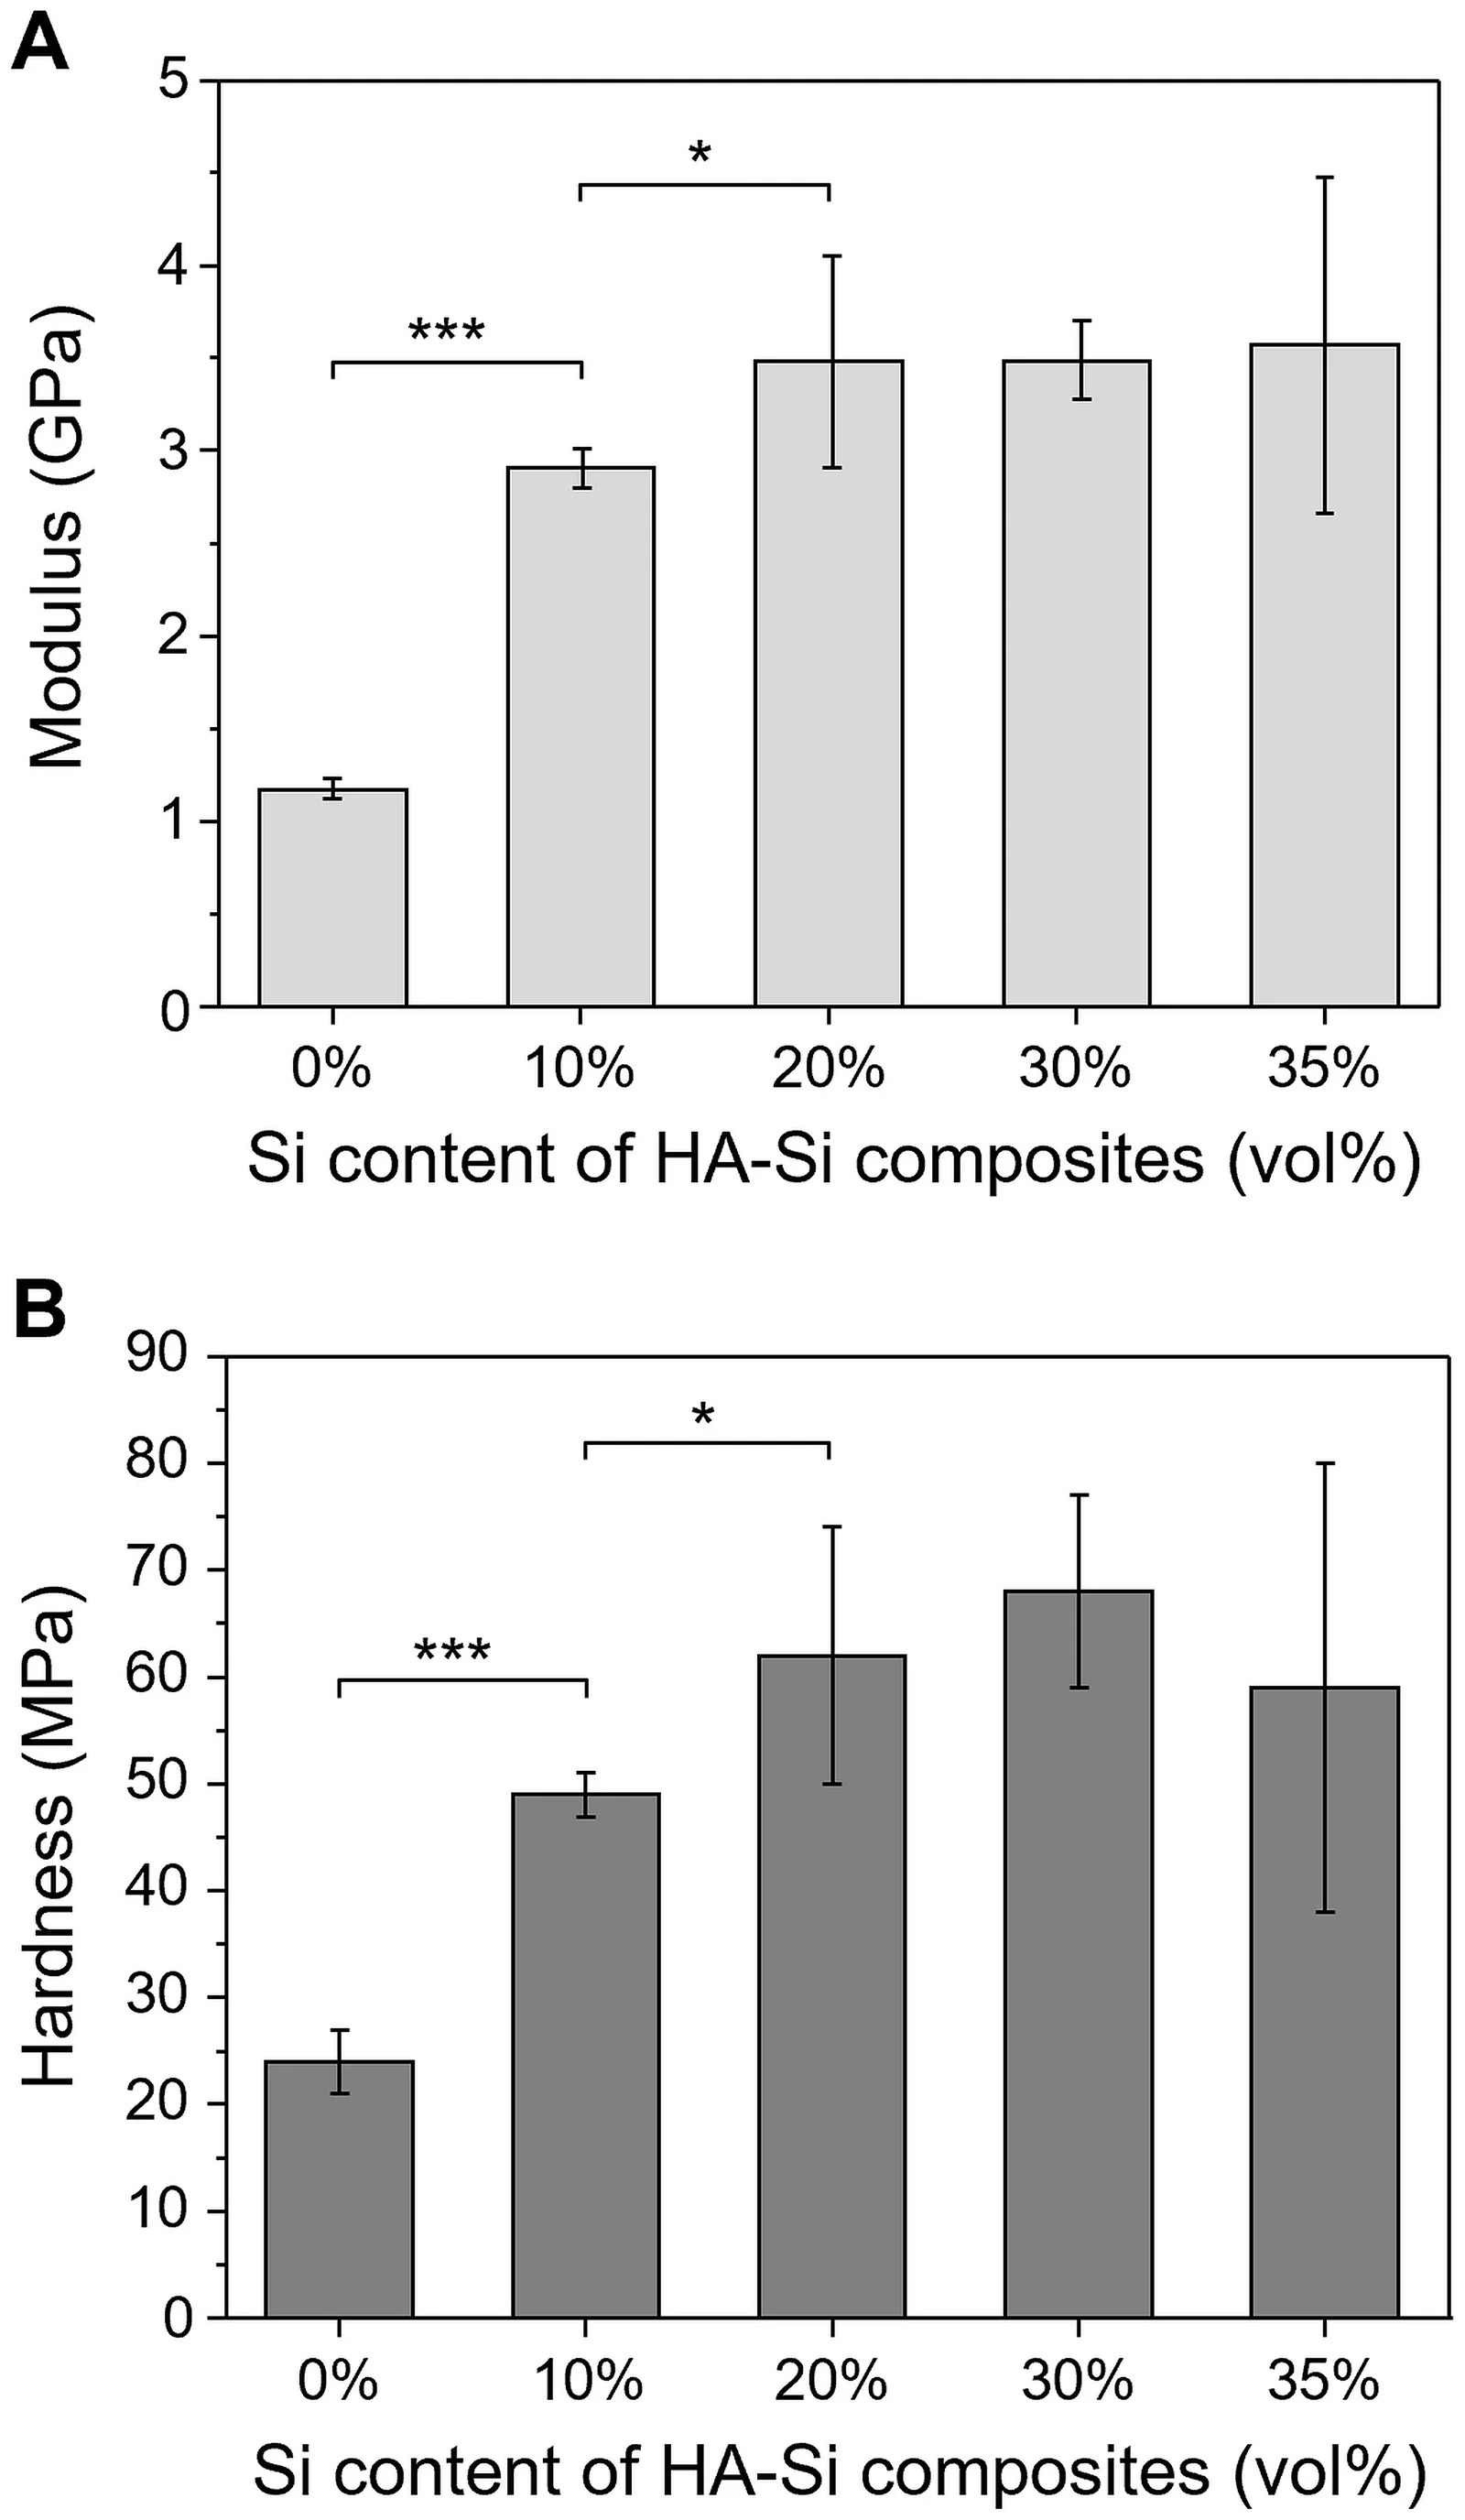 A
5
4
3
2
1
0
Modulus (GPa)
***
*
0% 10% 20% 30% 35%
Si content of HA-Si composites (vol%)
B
90
80
70
60
50
40
30
20
10
0
Hardness (MPa)
***
*
0% 10% 20% 30% 35%
Si content of HA-Si composites (vol%)